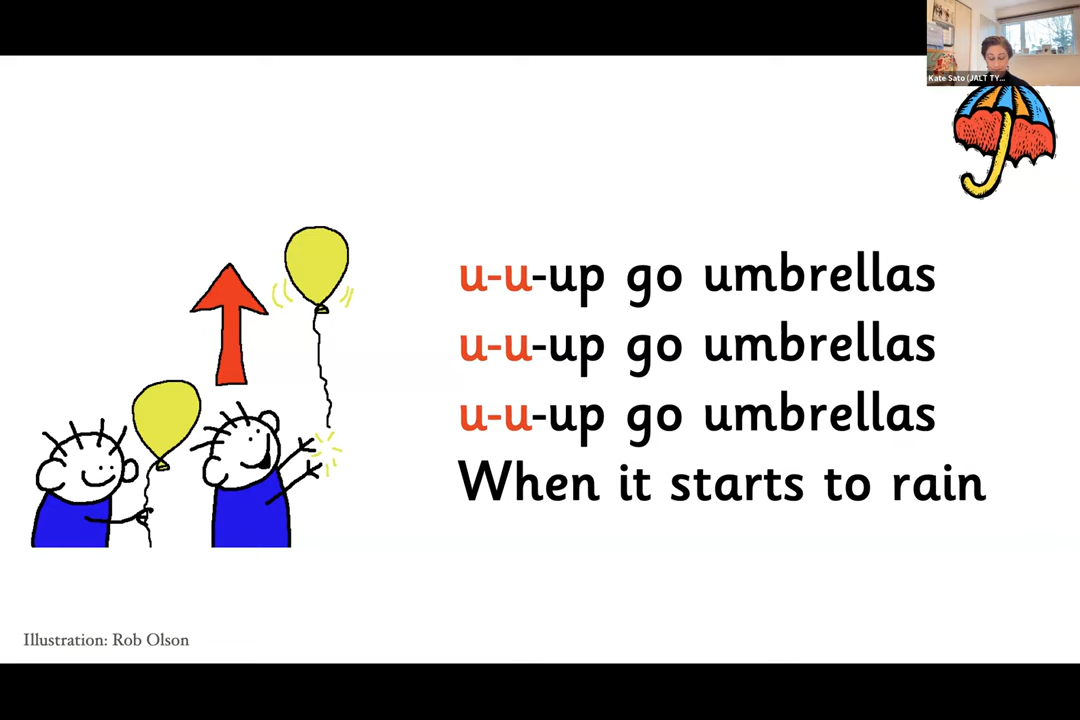 Kate Sato (JALT TY...
u-u-up go umbrellas
u-u-up go umbrellas
u-u-up go umbrellas
When it starts to rain
Illustration: Rob Olson